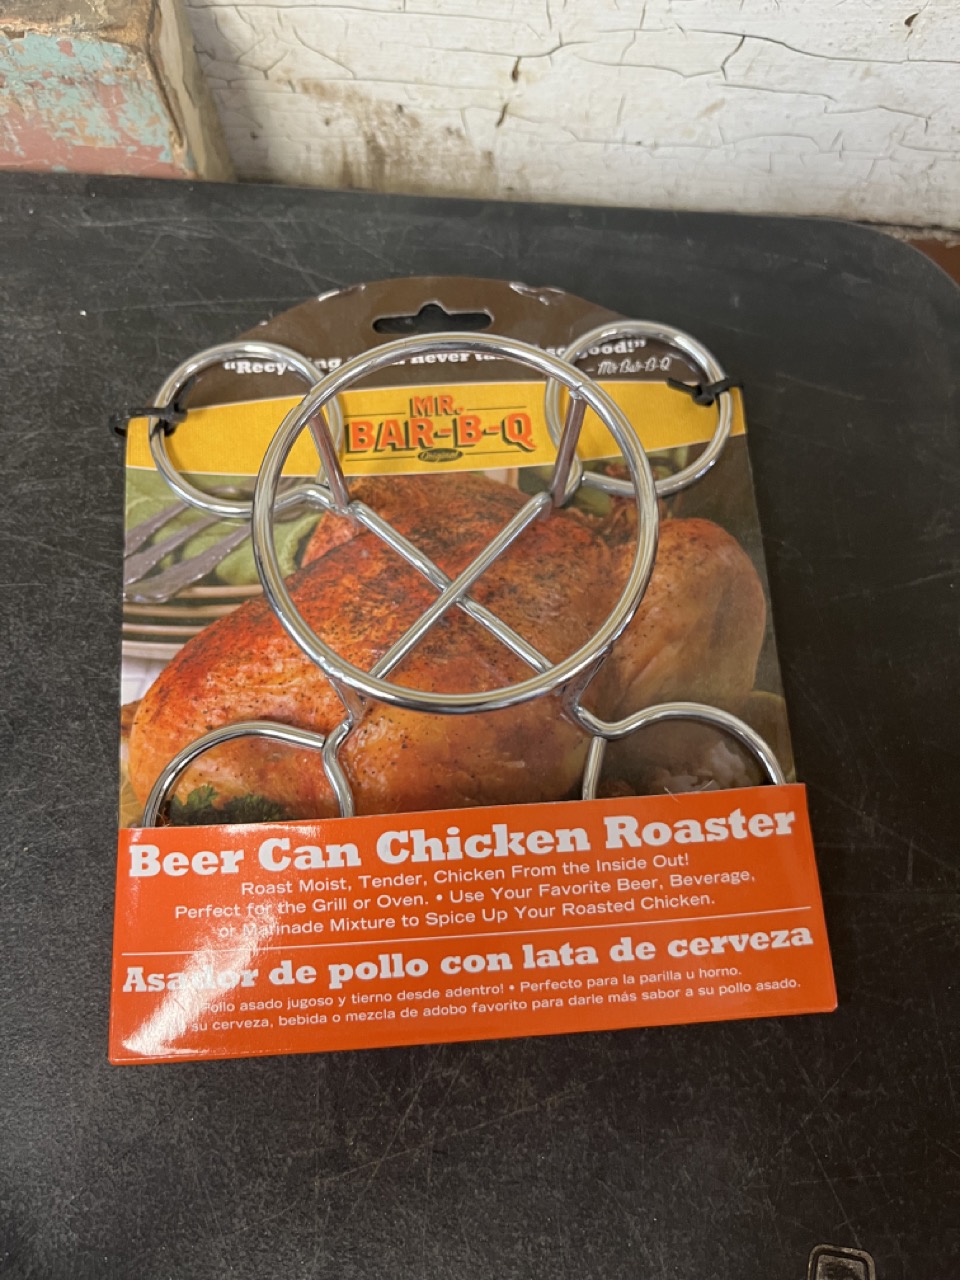 "Recycling never good!"
– Mr Bar-B-Q
MR.
BAR-B-Q
Original
Beer Can Chicken Roaster
Roast Moist, Tender, Chicken From the Inside Out!
Perfect for the Grill or Oven. • Use Your Favorite Beer, Beverage,
or Marinade Mixture to Spice Up Your Roasted Chicken.
Asador de pollo con lata de cerveza
Pollo asado jugoso y tierno desde adentro! • Perfecto para la parilla u horno.
su cerveza, bebida o mezcla de adobo favorito para darle más sabor a su pollo asado.